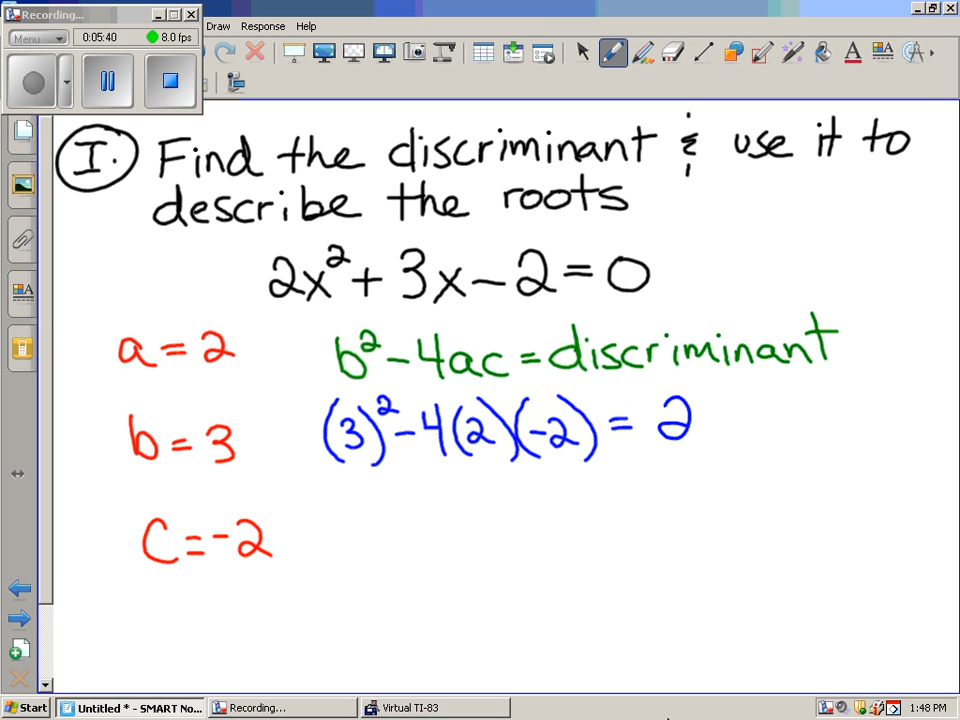 Recording...
Menu
0:05:40
8.0 fps
Draw Response Help
I. Find the discriminant & use it to
describe the roots
2x² + 3x - 2 = 0
a = 2
b² - 4ac = discriminant
b = 3
(3)² - 4(2)(-2) = 2
C = -2
Start
Untitled * - SMART No...
Recording...
Virtual TI-83
1:48 PM